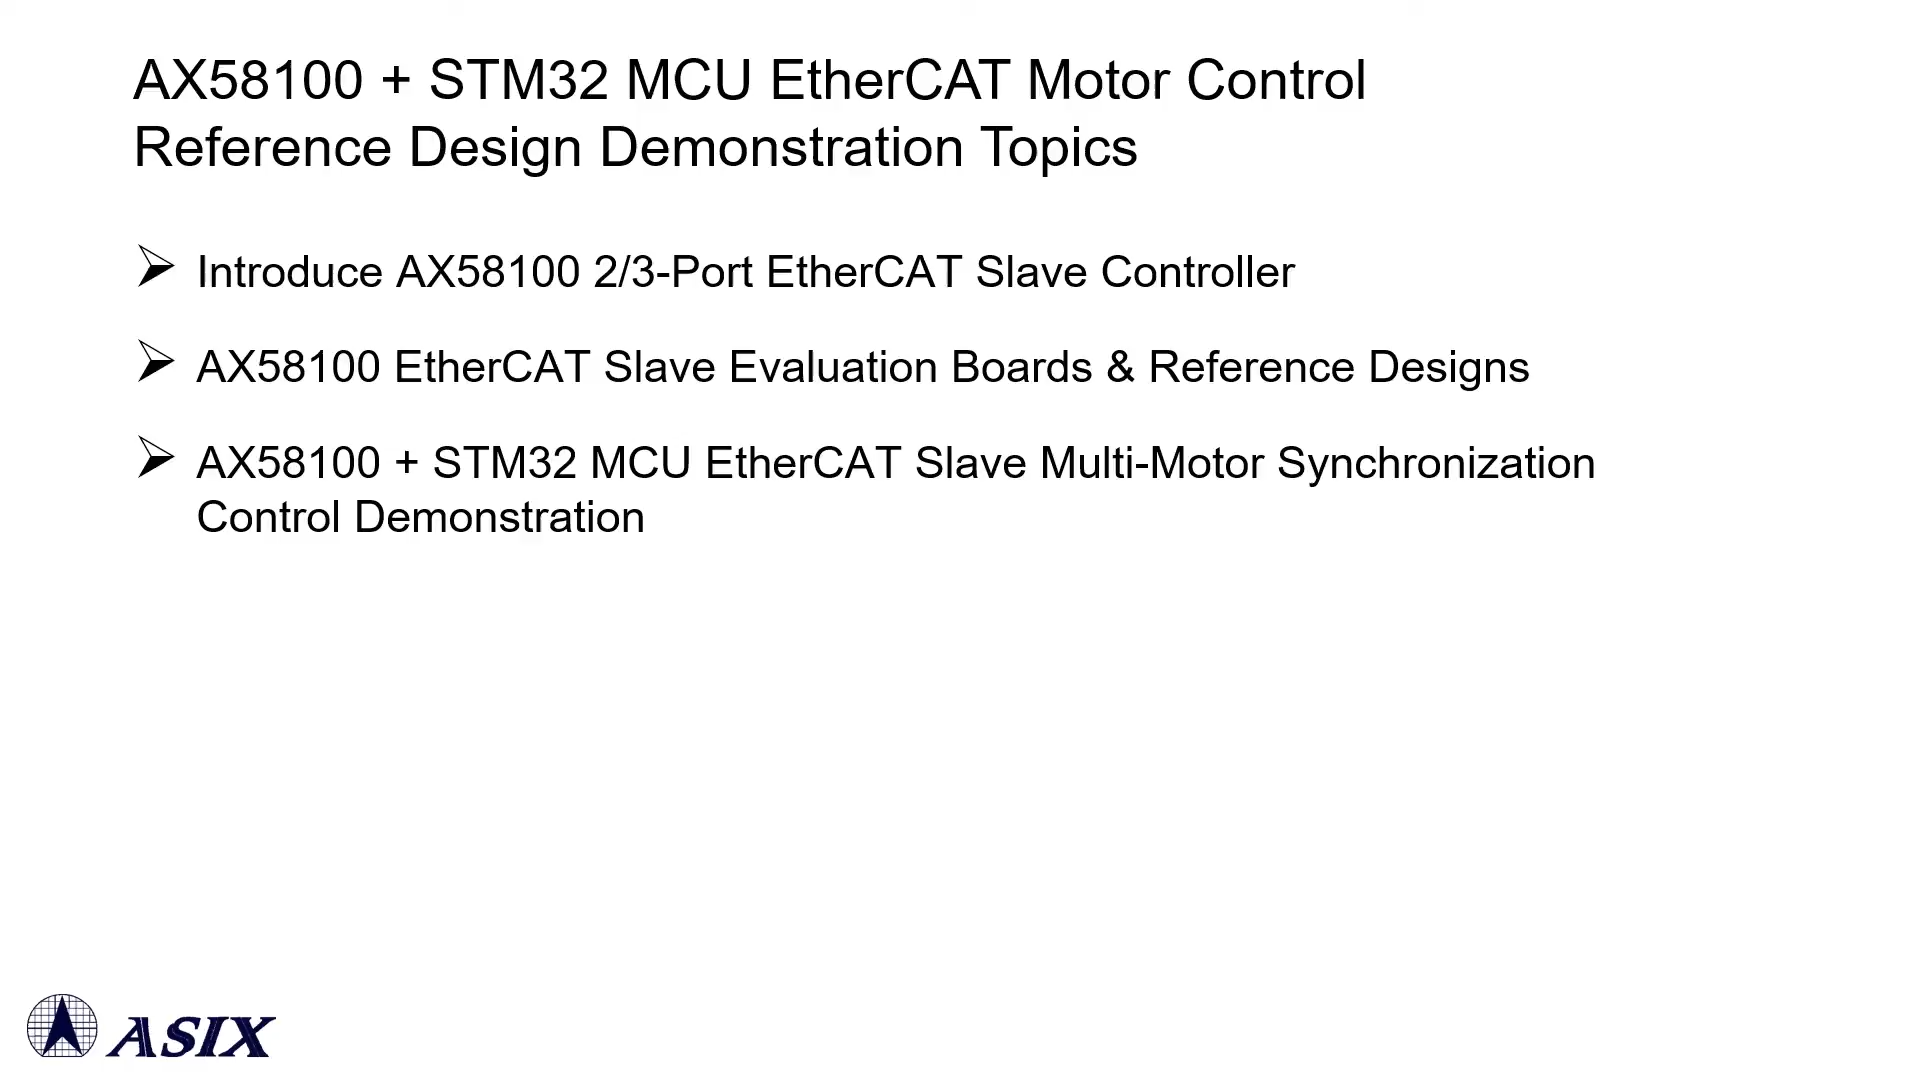 AX58100 + STM32 MCU EtherCAT Motor Control
Reference Design Demonstration Topics
Introduce AX58100 2/3-Port EtherCAT Slave Controller
AX58100 EtherCAT Slave Evaluation Boards & Reference Designs
AX58100 + STM32 MCU EtherCAT Slave Multi-Motor Synchronization
Control Demonstration
ASIX